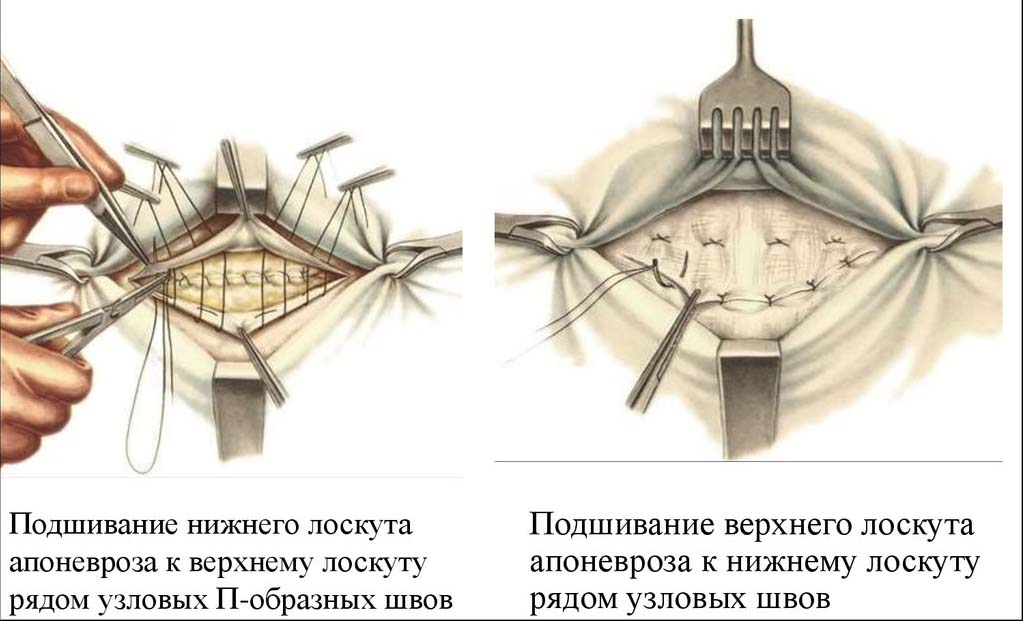 Подшивание нижнего лоскута
апоневроза к верхнему лоскуту
рядом узловых П-образных швов
Подшивание верхнего лоскута
апоневроза к нижнему лоскуту
рядом узловых швов